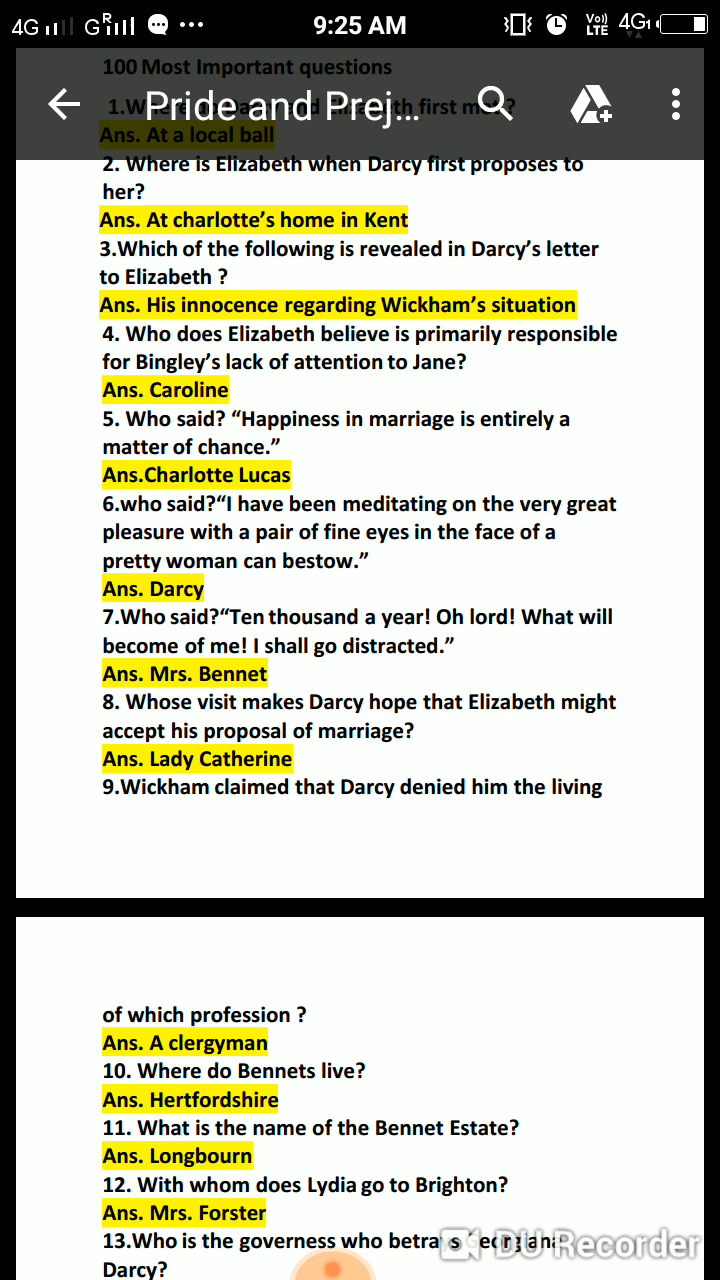 4G G R 9:25 AM Vo)) LTE 4G1
100 Most Important questions
Pride and Prej...
1. first met ?
Ans. At a local ball
2. Where is Elizabeth when Darcy first proposes to
her?
Ans. At charlotte’s home in Kent
3.Which of the following is revealed in Darcy’s letter
to Elizabeth ?
Ans. His innocence regarding Wickham’s situation
4. Who does Elizabeth believe is primarily responsible
for Bingley’s lack of attention to Jane?
Ans. Caroline
5. Who said? “Happiness in marriage is entirely a
matter of chance.”
Ans.Charlotte Lucas
6.who said?“I have been meditating on the very great
pleasure with a pair of fine eyes in the face of a
pretty woman can bestow.”
Ans. Darcy
7.Who said?“Ten thousand a year! Oh lord! What will
become of me! I shall go distracted.”
Ans. Mrs. Bennet
8. Whose visit makes Darcy hope that Elizabeth might
accept his proposal of marriage?
Ans. Lady Catherine
9.Wickham claimed that Darcy denied him the living
of which profession ?
Ans. A clergyman
10. Where do Bennets live?
Ans. Hertfordshire
11. What is the name of the Bennet Estate?
Ans. Longbourn
12. With whom does Lydia go to Brighton?
Ans. Mrs. Forster
13.Who is the governess who betrays Georgiana
DU Recorder
Darcy?